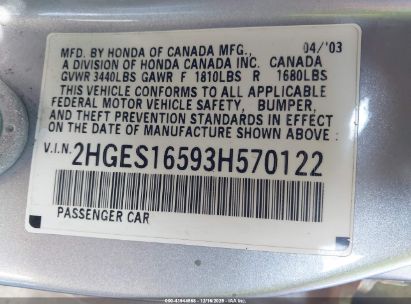 MFD. BY HONDA OF CANADA MFG., 04/'03
A DIVISION OF HONDA CANADA INC. CANADA
GVWR 3440LBS GAWR F 1810LBS R 1680LBS
THIS VEHICLE CONFORMS TO ALL APPLICABLE
FEDERAL MOTOR VEHICLE SAFETY, BUMPER,
AND THEFT PREVENTION STANDARDS IN EFFECT
ON THE DATE OF MANUFACTURE SHOWN ABOVE:
V.I.N. 2HGES16593H570122
PASSENGER CAR